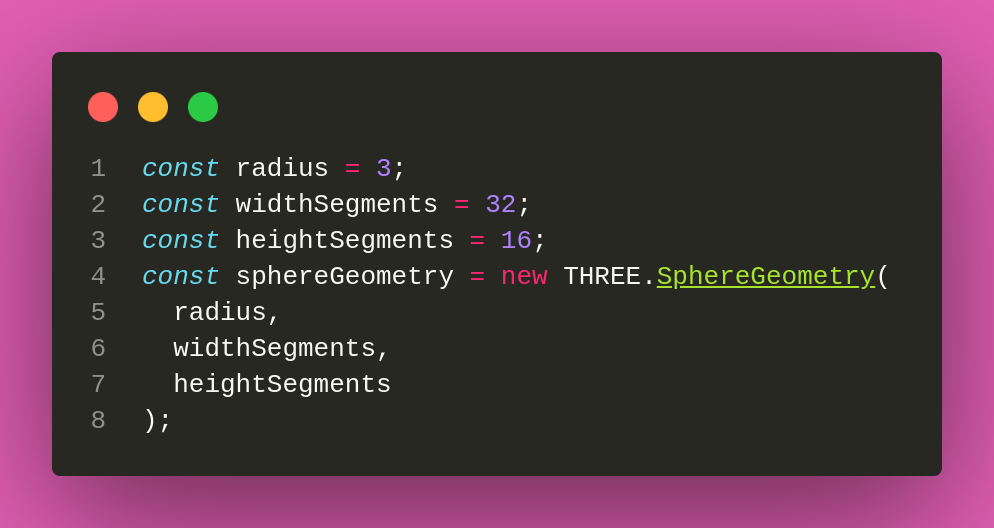 1 const radius = 3;
2 const widthSegments = 32;
3 const heightSegments = 16;
4 const sphereGeometry = new THREE.SphereGeometry(
5   radius,
6   widthSegments,
7   heightSegments
8 );